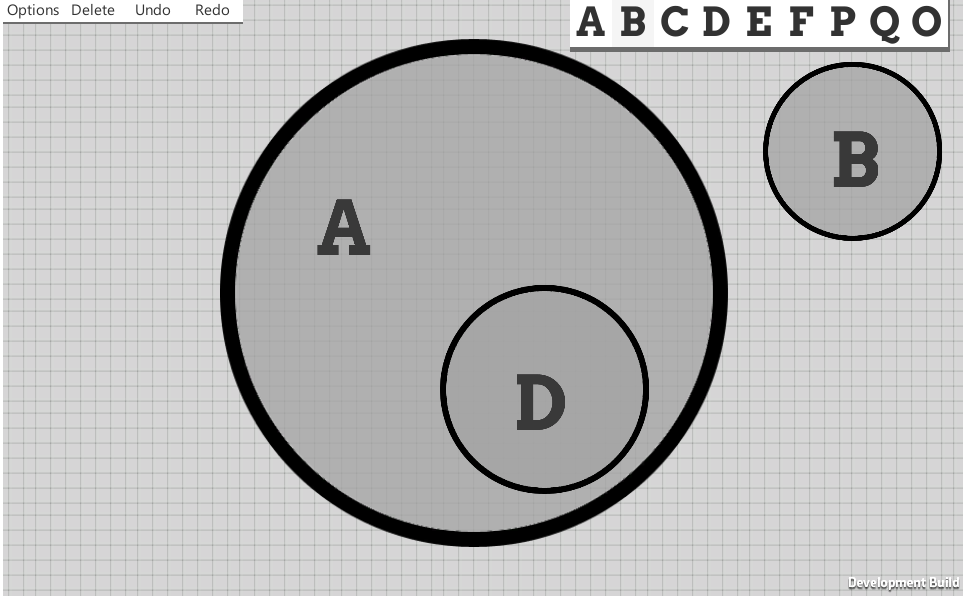 Options Delete Undo Redo
A B C D E F P Q O
B
A
D
Development Build